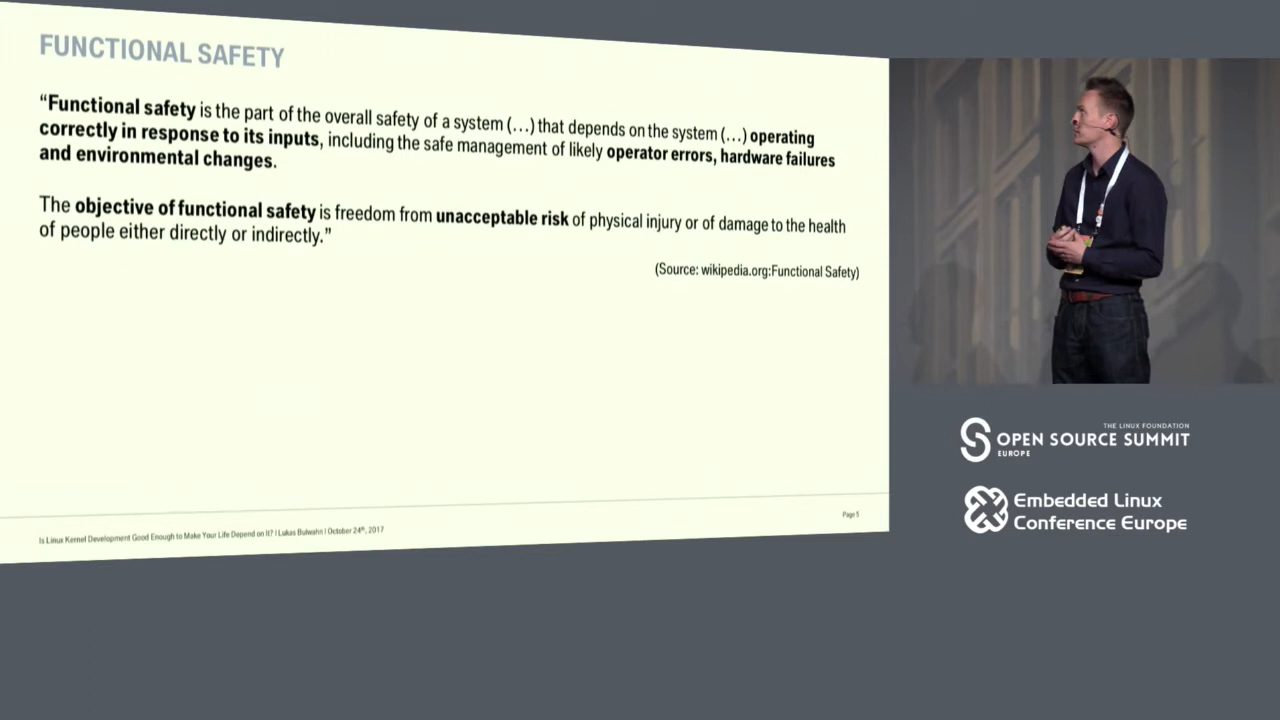 FUNCTIONAL SAFETY
“Functional safety is the part of the overall safety of a system (…) that depends on the system (…) operating
correctly in response to its inputs, including the safe management of likely operator errors, hardware failures
and environmental changes.
The objective of functional safety is freedom from unacceptable risk of physical injury or of damage to the health
of people either directly or indirectly.”
(Source: wikipedia.org:Functional Safety)
Is Linux Kernel Development Good Enough to Make Your Life Depend on It? I Lukas Bulwahn I October 24th, 2017
Page 5
THE LINUX FOUNDATION
OPEN SOURCE SUMMIT
EUROPE
Embedded Linux
Conference Europe